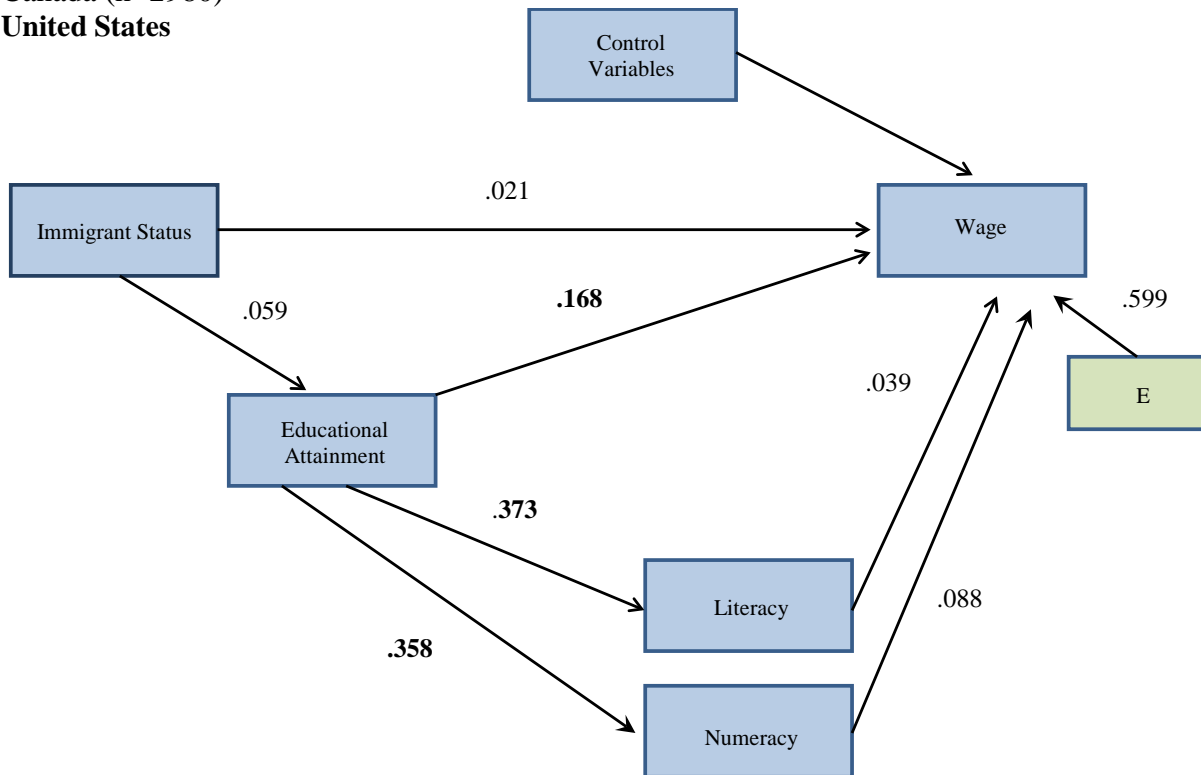 United States
Control
Variables
.021
Immigrant Status
Wage
.059
.168
.599
.039
E
Educational
Attainment
.373
Literacy
.088
.358
Numeracy